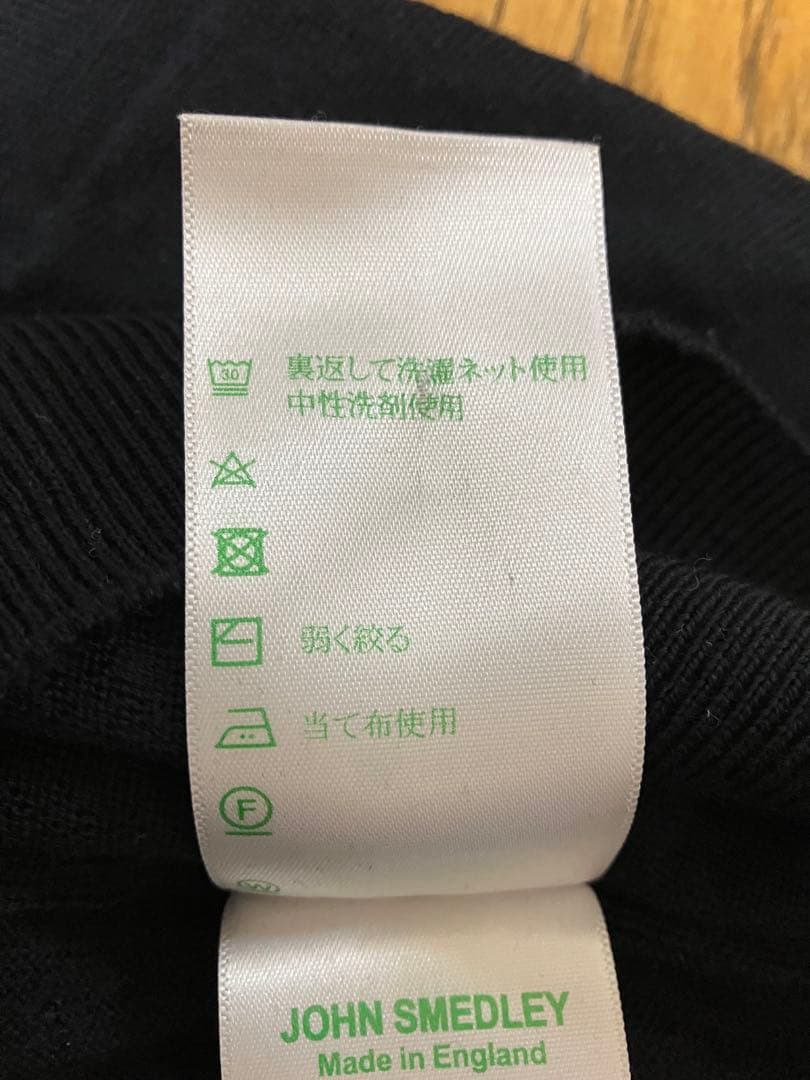 30 裏返して洗濯ネット使用
中性洗剤使用
弱く絞る
当て布使用
F
W
JOHN SMEDLEY
Made in England